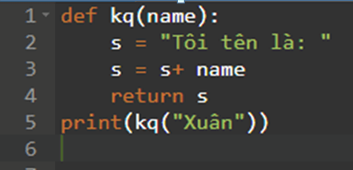 1 def kq(name):
2 s = "Tôi tên là: "
3 s = s+ name
4 return s
5 print(kq("Xuân"))
6